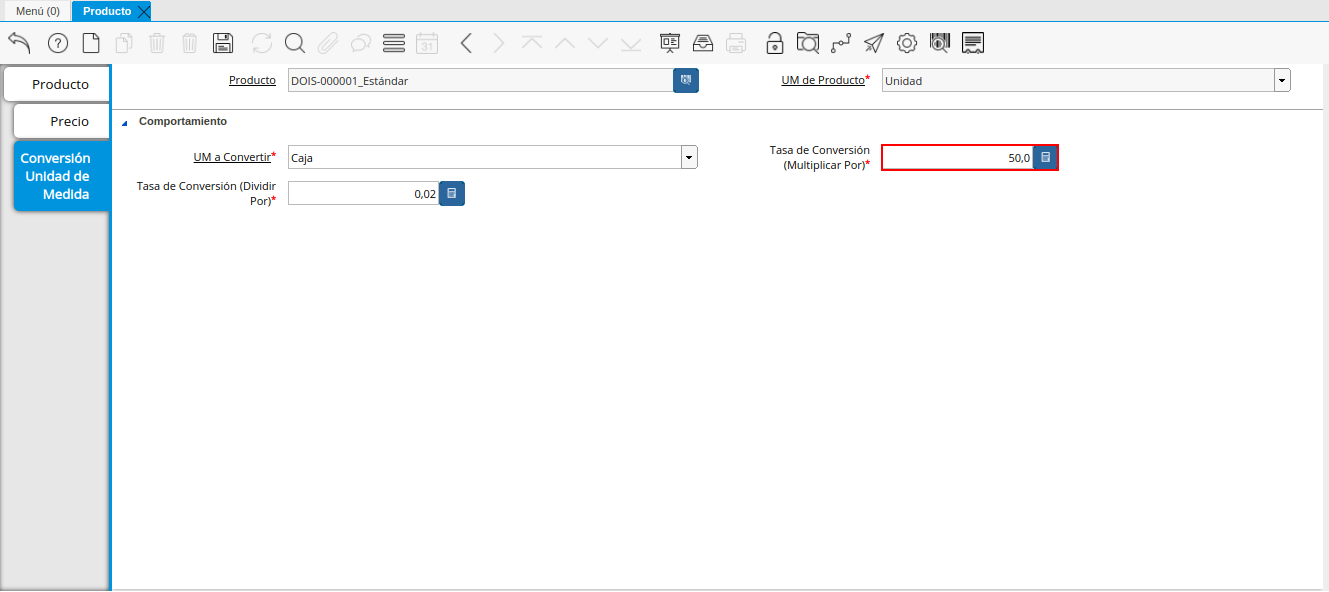 Menú (0)
Producto
31
Producto
Precio
Conversión
Unidad de
Medida
Producto
DOIS-000001_Estándar
UM de Producto*
Unidad
Comportamiento
UM a Convertir*
Caja
Tasa de Conversión
(Multiplicar Por)*
50,0
Tasa de Conversión (Dividir
Por)*
0,02